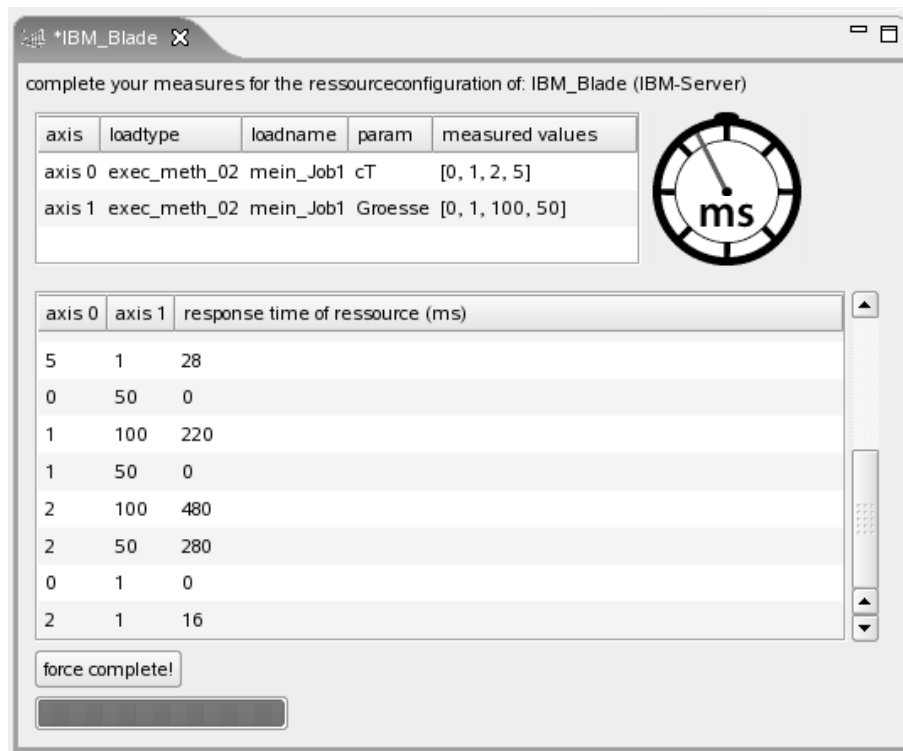 *IBM_Blade
complete your measures for the ressourceconfiguration of: IBM_Blade (IBM-Server)
axis loadtype loadname param measured values
axis 0 exec_meth_02 mein_Job1 cT [0, 1, 2, 5]
axis 1 exec_meth_02 mein_Job1 Groesse [0, 1, 100, 50]
ms
axis 0 axis 1 response time of ressource (ms)
5 1 28
0 50 0
1 100 220
1 50 0
2 100 480
2 50 280
0 1 0
2 1 16
force complete!